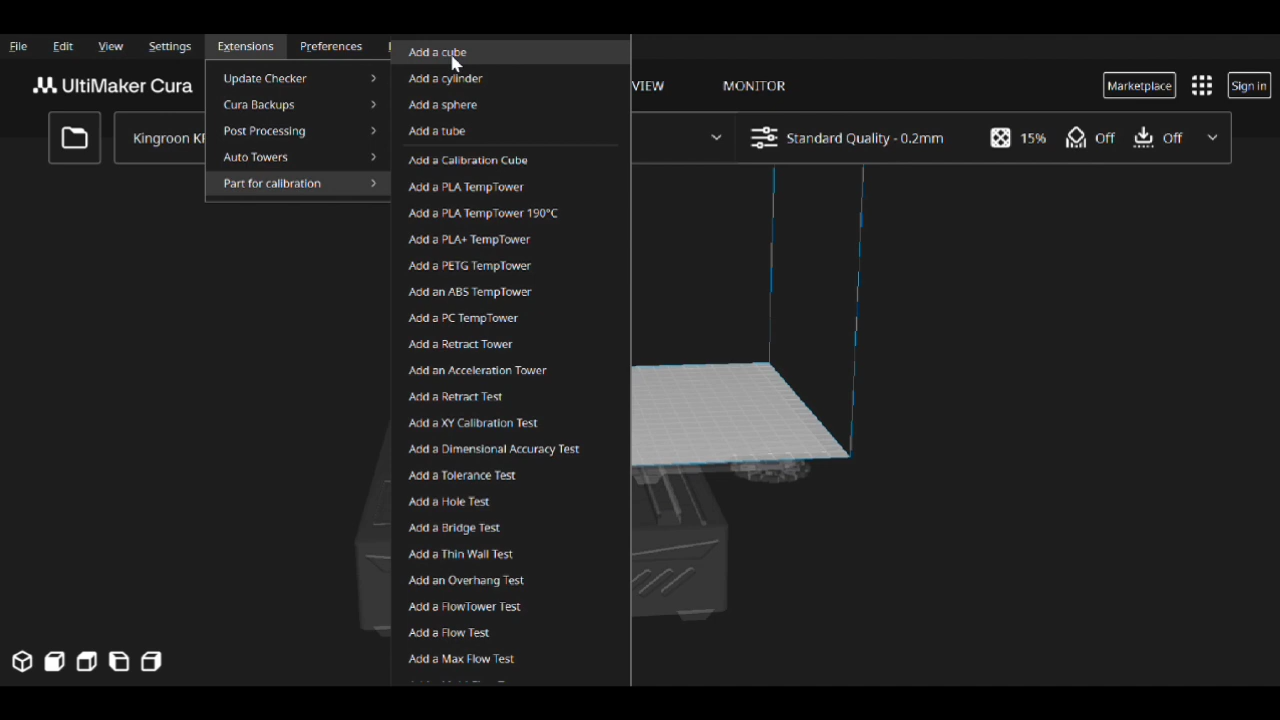 File Edit View Settings Extensions Preferences
UltiMaker Cura
VIEW MONITOR
Marketplace Sign in
Kingroon
Standard Quality - 0.2mm 15% Off Off
Update Checker
Cura Backups
Post Processing
Auto Towers
Part for calibration
Add a cube
Add a cylinder
Add a sphere
Add a tube
Add a Calibration Cube
Add a PLA TempTower
Add a PLA TempTower 190°C
Add a PLA+ TempTower
Add a PETG TempTower
Add an ABS TempTower
Add a PC TempTower
Add a Retract Tower
Add an Acceleration Tower
Add a Retract Test
Add a XY Calibration Test
Add a Dimensional Accuracy Test
Add a Tolerance Test
Add a Hole Test
Add a Bridge Test
Add a Thin Wall Test
Add an Overhang Test
Add a FlowTower Test
Add a Flow Test
Add a Max Flow Test